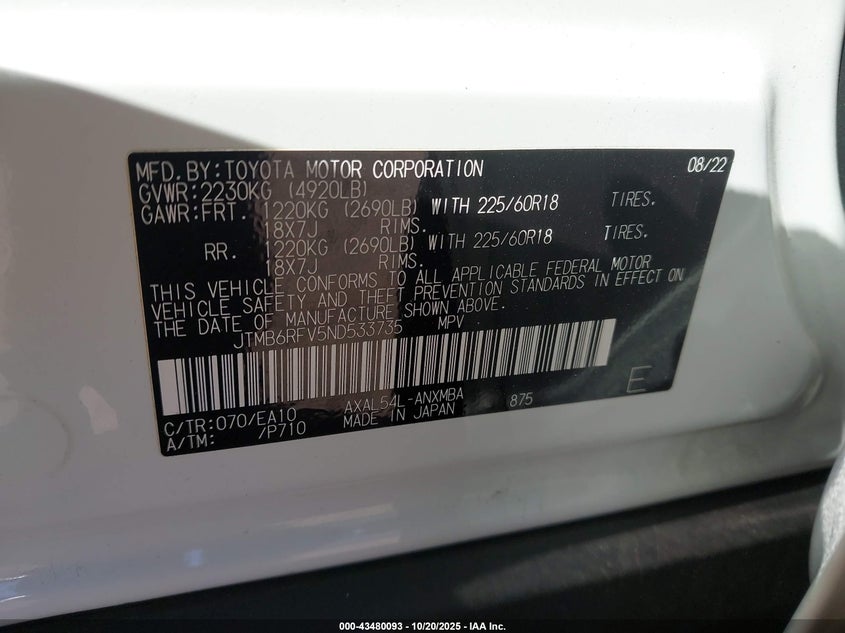 MFD. BY: TOYOTA MOTOR CORPORATION 08/22
GVWR: 2230KG (4920LB)
GAWR: FRT. 1220KG (2690LB) WITH 225/60R18 TIRES.
18X7J RIMS.
RR. 1220KG (2690LB) WITH 225/60R18 TIRES.
18X7J RIMS.
THIS VEHICLE CONFORMS TO ALL APPLICABLE FEDERAL MOTOR
VEHICLE SAFETY AND THEFT PREVENTION STANDARDS IN EFFECT ON
THE DATE OF MANUFACTURE SHOWN ABOVE.
JTMB6RFV5ND533735 MPV
E
C/TR: 070/EA10 AXAL54L-ANXMBA 875
A/TM: /P710 MADE IN JAPAN
000-43480093 - 10/20/2025 - IAA Inc.